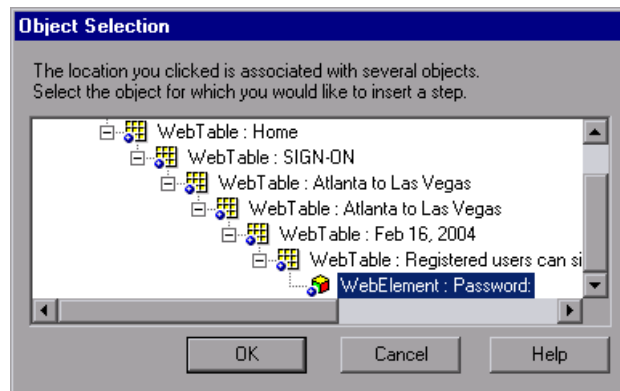 Object Selection
The location you clicked is associated with several objects.
Select the object for which you would like to insert a step.
WebTable : Home
WebTable : SIGN-ON
WebTable : Atlanta to Las Vegas
WebTable : Atlanta to Las Vegas
WebTable : Feb 16, 2004
WebTable : Registered users can si
WebElement : Password:
OK Cancel Help